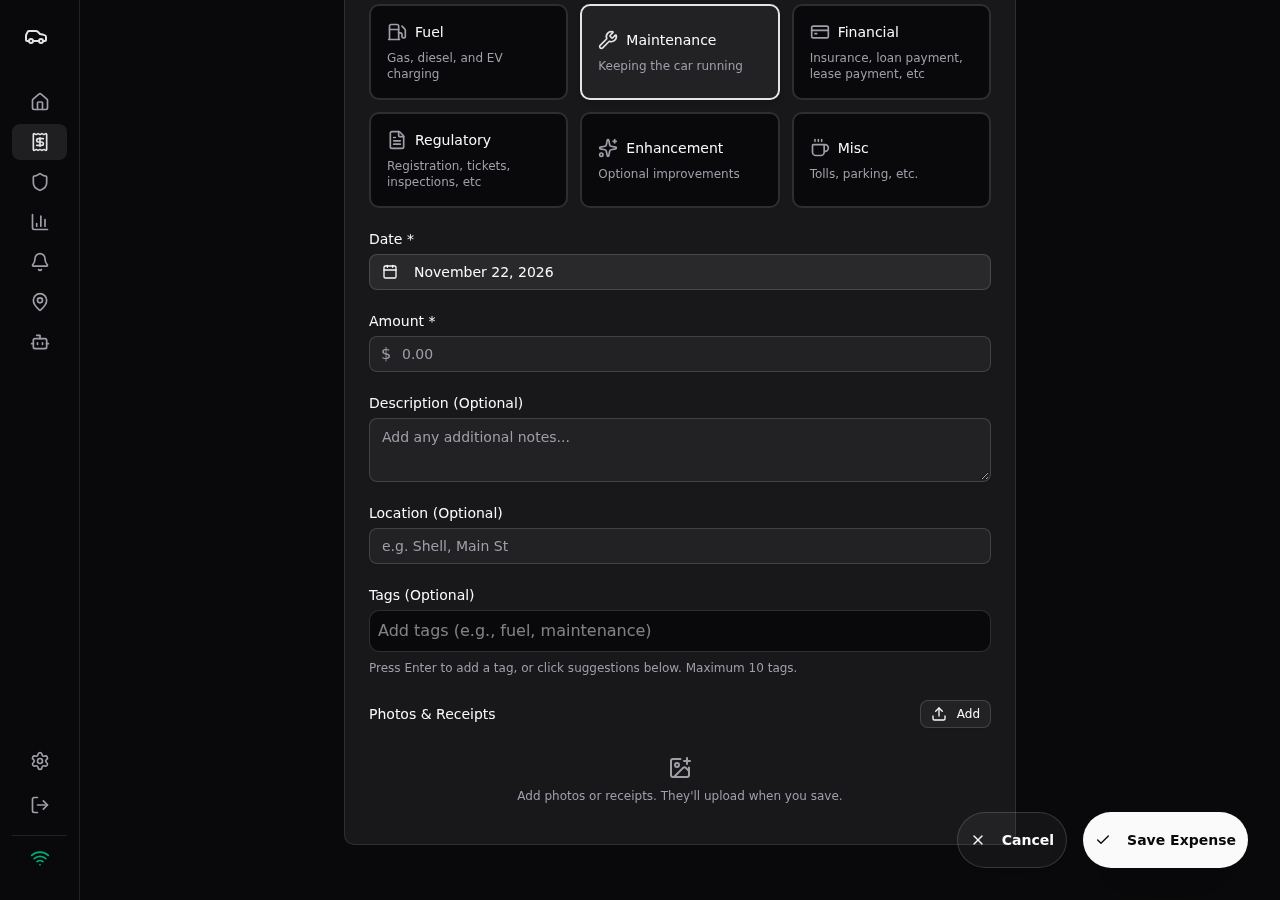 Fuel
Gas, diesel, and EV
charging
Maintenance
Keeping the car running
Financial
Insurance, loan payment,
lease payment, etc
Regulatory
Registration, tickets,
inspections, etc
Enhancement
Optional improvements
Misc
Tolls, parking, etc.
Date *
November 22, 2026
Amount *
$ 0.00
Description (Optional)
Add any additional notes...
Location (Optional)
e.g. Shell, Main St
Tags (Optional)
Add tags (e.g., fuel, maintenance)
Press Enter to add a tag, or click suggestions below. Maximum 10 tags.
Photos & Receipts
Add
Add photos or receipts. They'll upload when you save.
Cancel
Save Expense